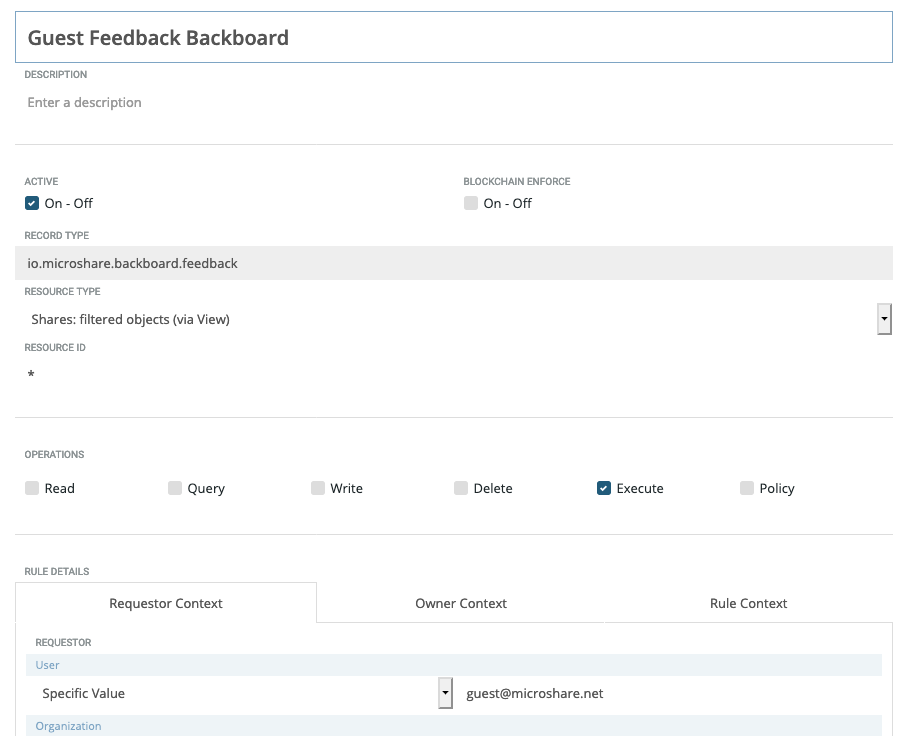 Guest Feedback Backboard
DESCRIPTION
Enter a description
ACTIVE BLOCKCHAIN ENFORCE
On - Off On - Off
RECORD TYPE
io.microshare.backboard.feedback
RESOURCE TYPE
Shares: filtered objects (via View)
RESOURCE ID
*
OPERATIONS
Read Query Write Delete Execute Policy
RULE DETAILS
Requestor Context Owner Context Rule Context
REQUESTOR
User
Specific Value guest@microshare.net
Organization